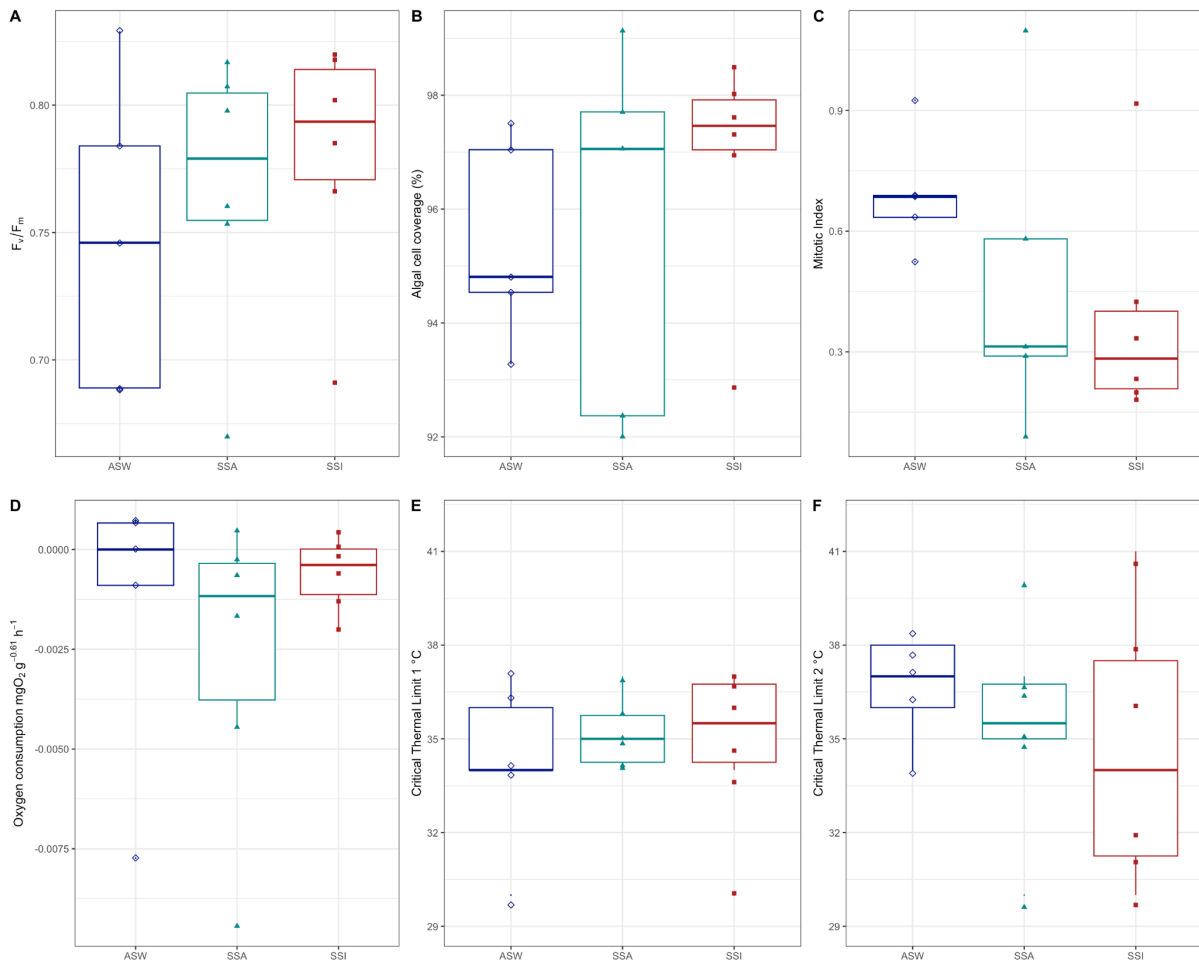 A
0.80
0.75
0.70
Fv/Fm
ASW SSA SSI
B
98
96
94
92
Algal cell coverage (%)
ASW SSA SSI
C
0.9
0.6
0.3
Mitotic Index
ASW SSA SSI
D
0.0000
-0.0025
-0.0050
-0.0075
Oxygen consumption mgO₂ g⁻⁰·⁶¹ h⁻¹
ASW SSA SSI
E
41
38
35
32
29
Critical Thermal Limit 1 °C
ASW SSA SSI
F
41
38
35
32
29
Critical Thermal Limit 2 °C
ASW SSA SSI